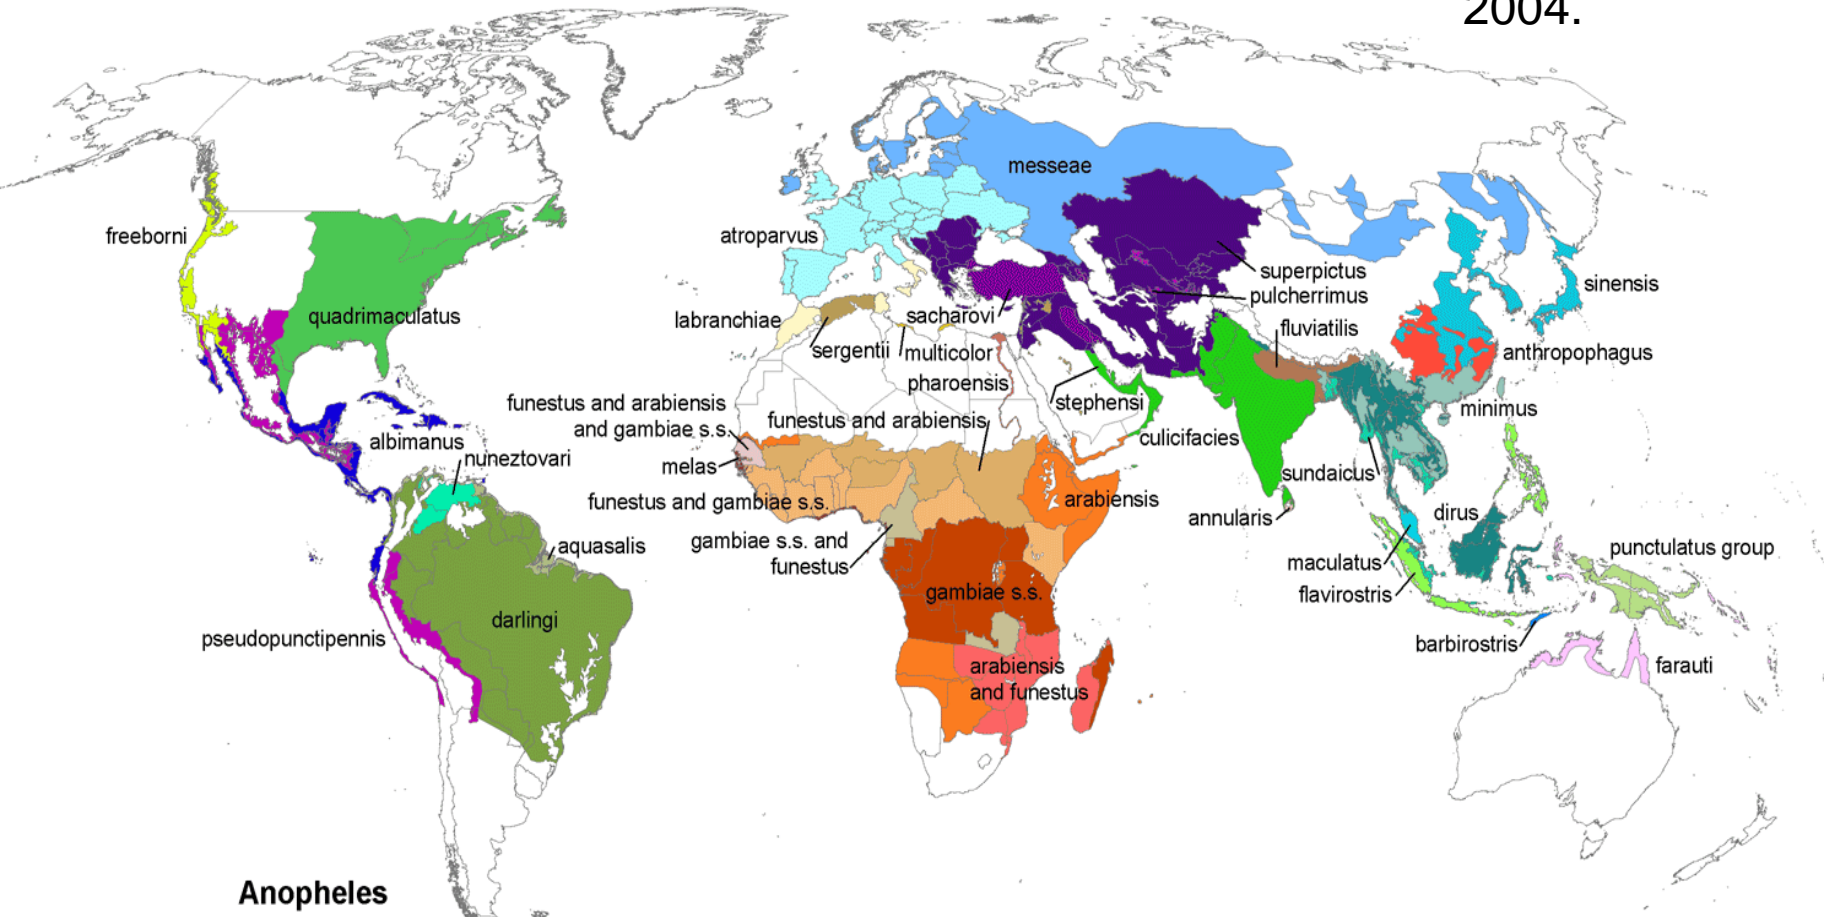 2004.
messeae
freeborni
atroparvus
superpictus
pulcherrimus
sinensis
quadrimaculatus
labranchiae
sacharovi
fluviatilis
sergentii
multicolor
anthropophagus
pharoensis
funestus and arabiensis
and gambiae s.s.
stephensi
funestus and arabiensis
minimus
albimanus
culicifacies
nuneztovari
melas
sundaicus
funestus and gambiae s.s.
arabiensis
annularis
dirus
gambiae s.s. and
funestus
aquasalis
punctulatus group
maculatus
gambiae s.s.
flavirostris
darlingi
pseudopunctipennis
barbirostris
arabiensis
and funestus
farauti
Anopheles